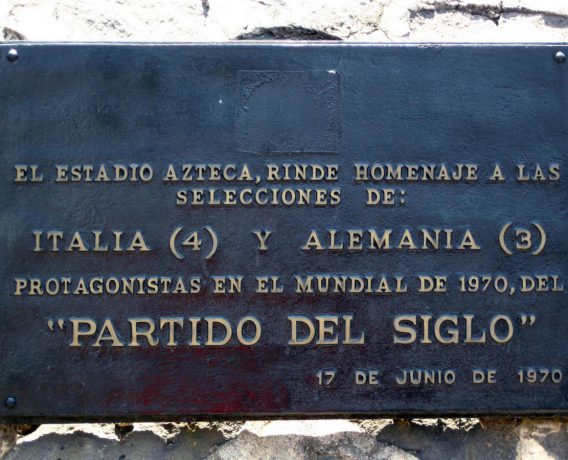 EL ESTADIO AZTECA, RINDE HOMENAJE A LAS
SELECCIONES DE:
ITALIA (4) Y ALEMANIA (3)
PROTAGONISTAS EN EL MUNDIAL DE 1970, DEL
"PARTIDO DEL SIGLO"
17 DE JUNIO DE 1970